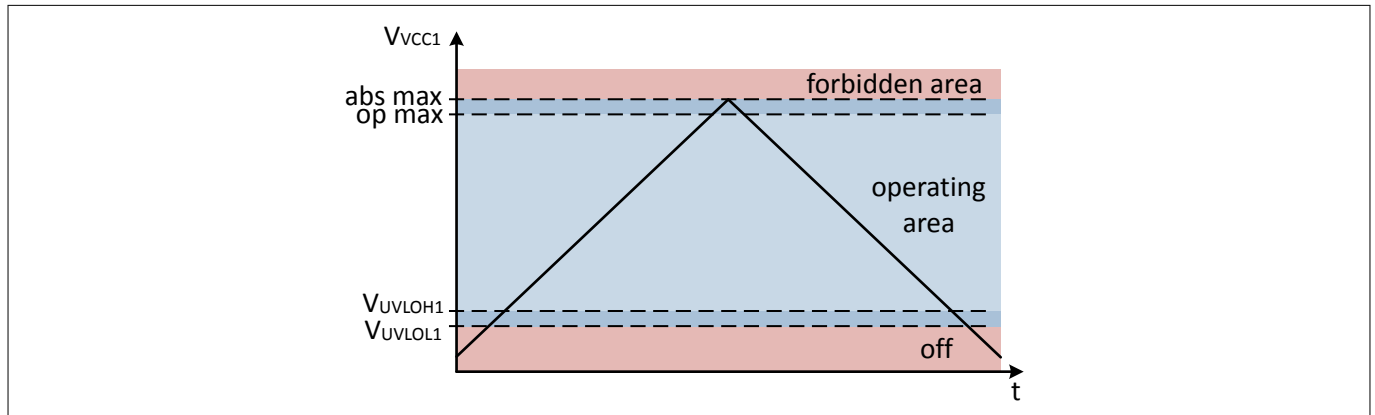 VVCC1
forbidden area
abs max
op max
operating
area
VUVLOH1
VUVLOL1
off
t